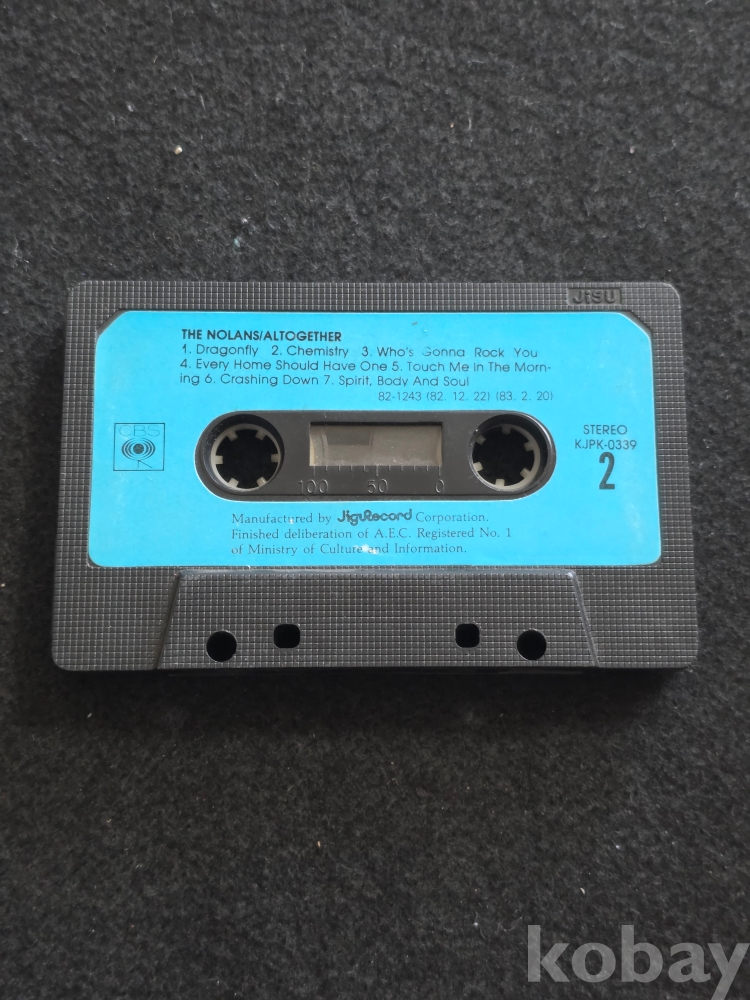 JiSU
THE NOLANS/ALTOGETHER
1. Dragonfly 2. Chemistry 3. Who's Gonna Rock You
4. Every Home Should Have One 5. Touch Me In The Morn-
ing 6. Crashing Down 7. Spirit, Body And Soul
82-1243 (82. 12. 22) (83. 2. 20)
CBS
STEREO
KJPK-0339
2
100 50 0
Manufactured by JiguRecord Corporation.
Finished deliberation of A.E.C. Registered No. 1
of Ministry of Culture and Information.
kobay